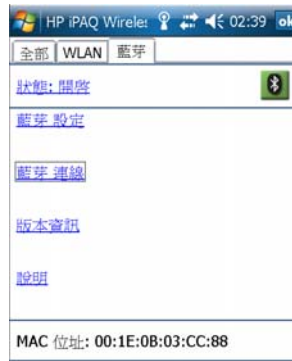 HP iPAQ Wireles 02:39 ok
全部 WLAN 藍芽
狀態: 開啓
藍芽 設定
藍芽 連線
版本資訊
說明
MAC 位址: 00:1E:0B:03:CC:88